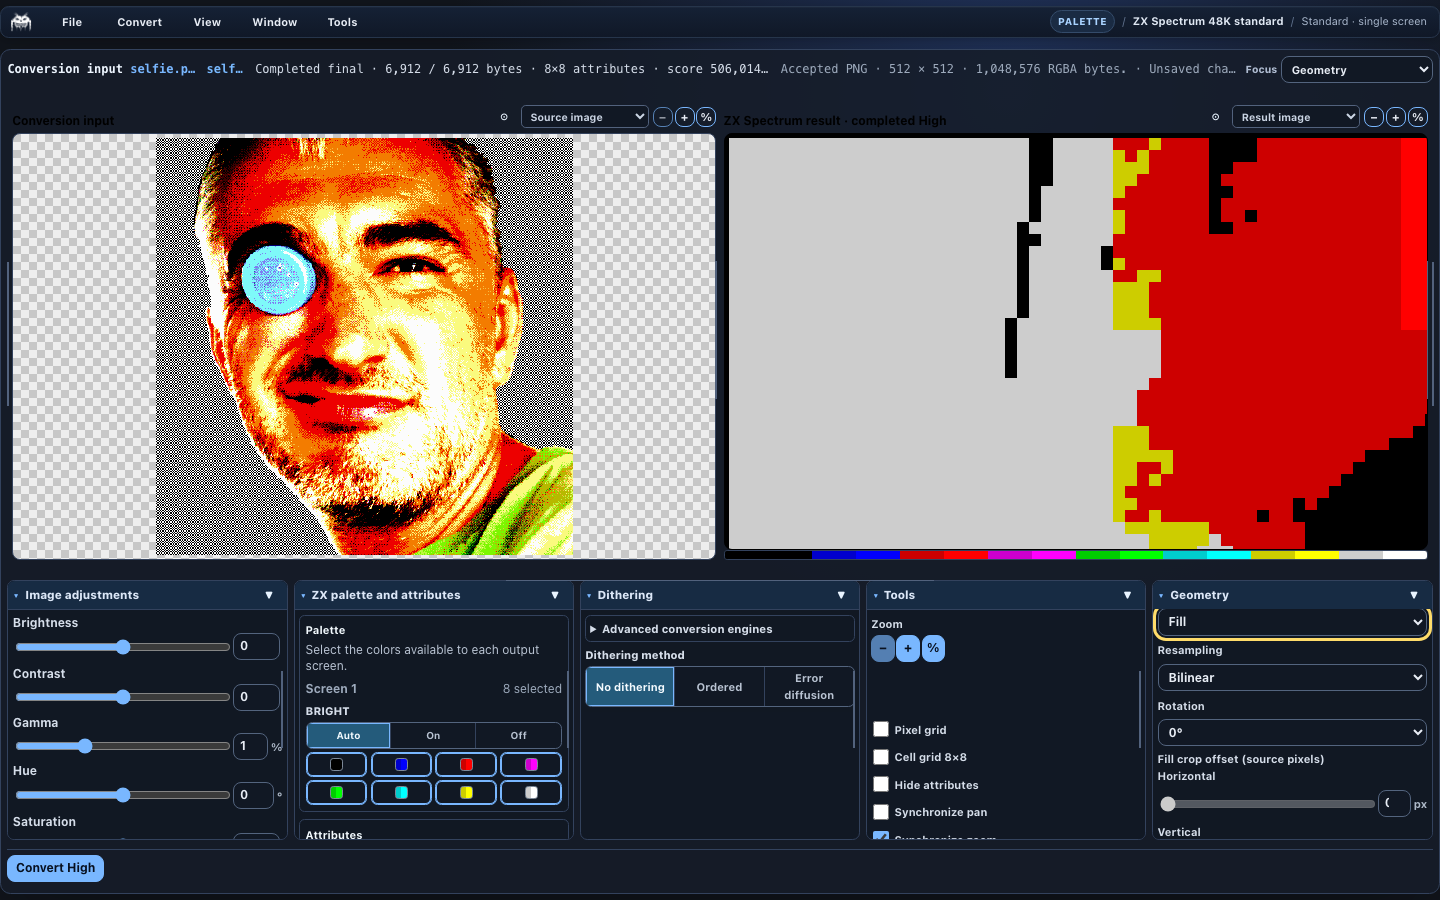 File Convert View Window Tools PALETTE / ZX Spectrum 48K standard / Standard · single screen
Conversion input selfie.p… self… Completed final · 6,912 / 6,912 bytes · 8×8 attributes · score 506,014… Accepted PNG · 512 × 512 · 1,048,576 RGBA bytes. · Unsaved cha… Focus Geometry
Conversion input Source image − + %
ZX Spectrum result · completed High Result image − + %
Image adjustments
Brightness
0
Contrast
0
Gamma
1 %
Hue
0 °
Saturation
ZX palette and attributes
Palette
Select the colors available to each output
screen.
Screen 1 8 selected
BRIGHT
Auto On Off
Attributes
Dithering
Advanced conversion engines
Dithering method
No dithering Ordered Error
diffusion
Tools
Zoom
− + %
Pixel grid
Cell grid 8×8
Hide attributes
Synchronize pan
Synchronize zoom
Geometry
Fill
Resampling
Bilinear
Rotation
0°
Fill crop offset (source pixels)
Horizontal
px
Vertical
Convert High